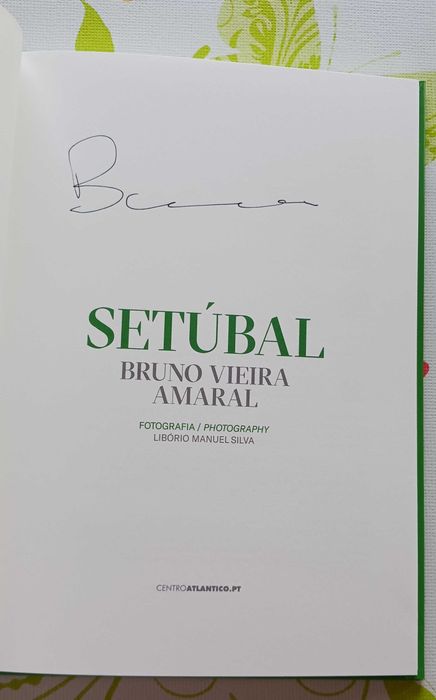 SETÚBAL
BRUNO VIEIRA
AMARAL
FOTOGRAFIA / PHOTOGRAPHY
LIBÓRIO MANUEL SILVA
CENTROATLANTICO.PT